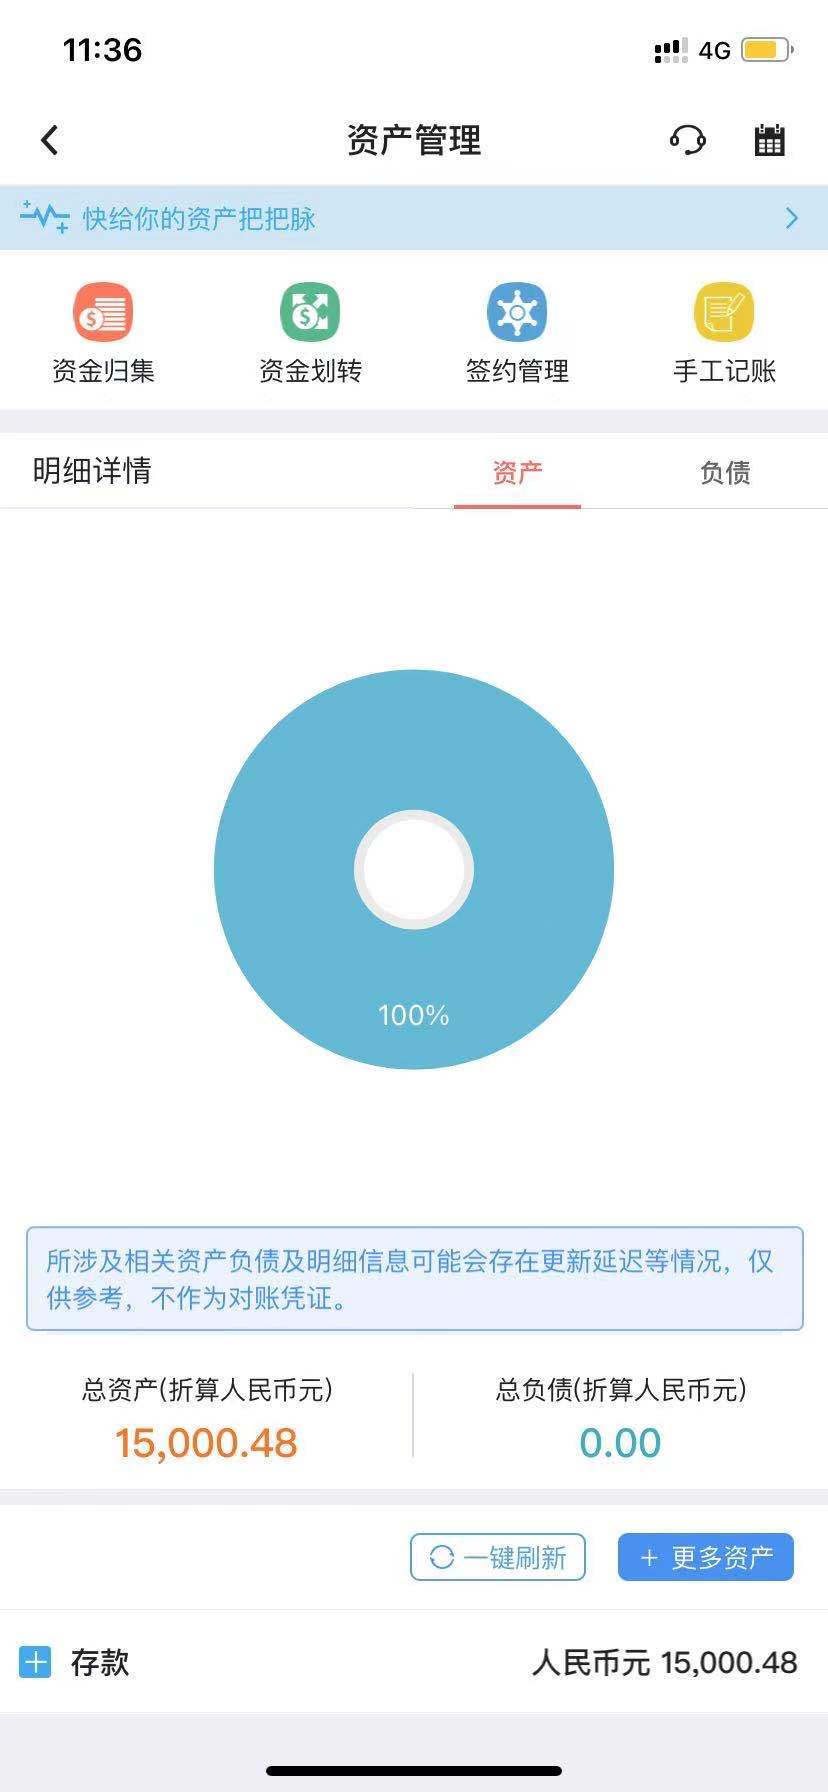 11:36
4G
资产管理
快给你的资产把把脉
资金归集
资金划转
签约管理
手工记账
明细详情
资产
负债
100%
所涉及相关资产负债及明细信息可能会存在更新延迟等情况，仅
供参考，不作为对账凭证。
总资产(折算人民币元)
总负债(折算人民币元)
15,000.48
0.00
一键刷新
+ 更多资产
存款
人民币元 15,000.48